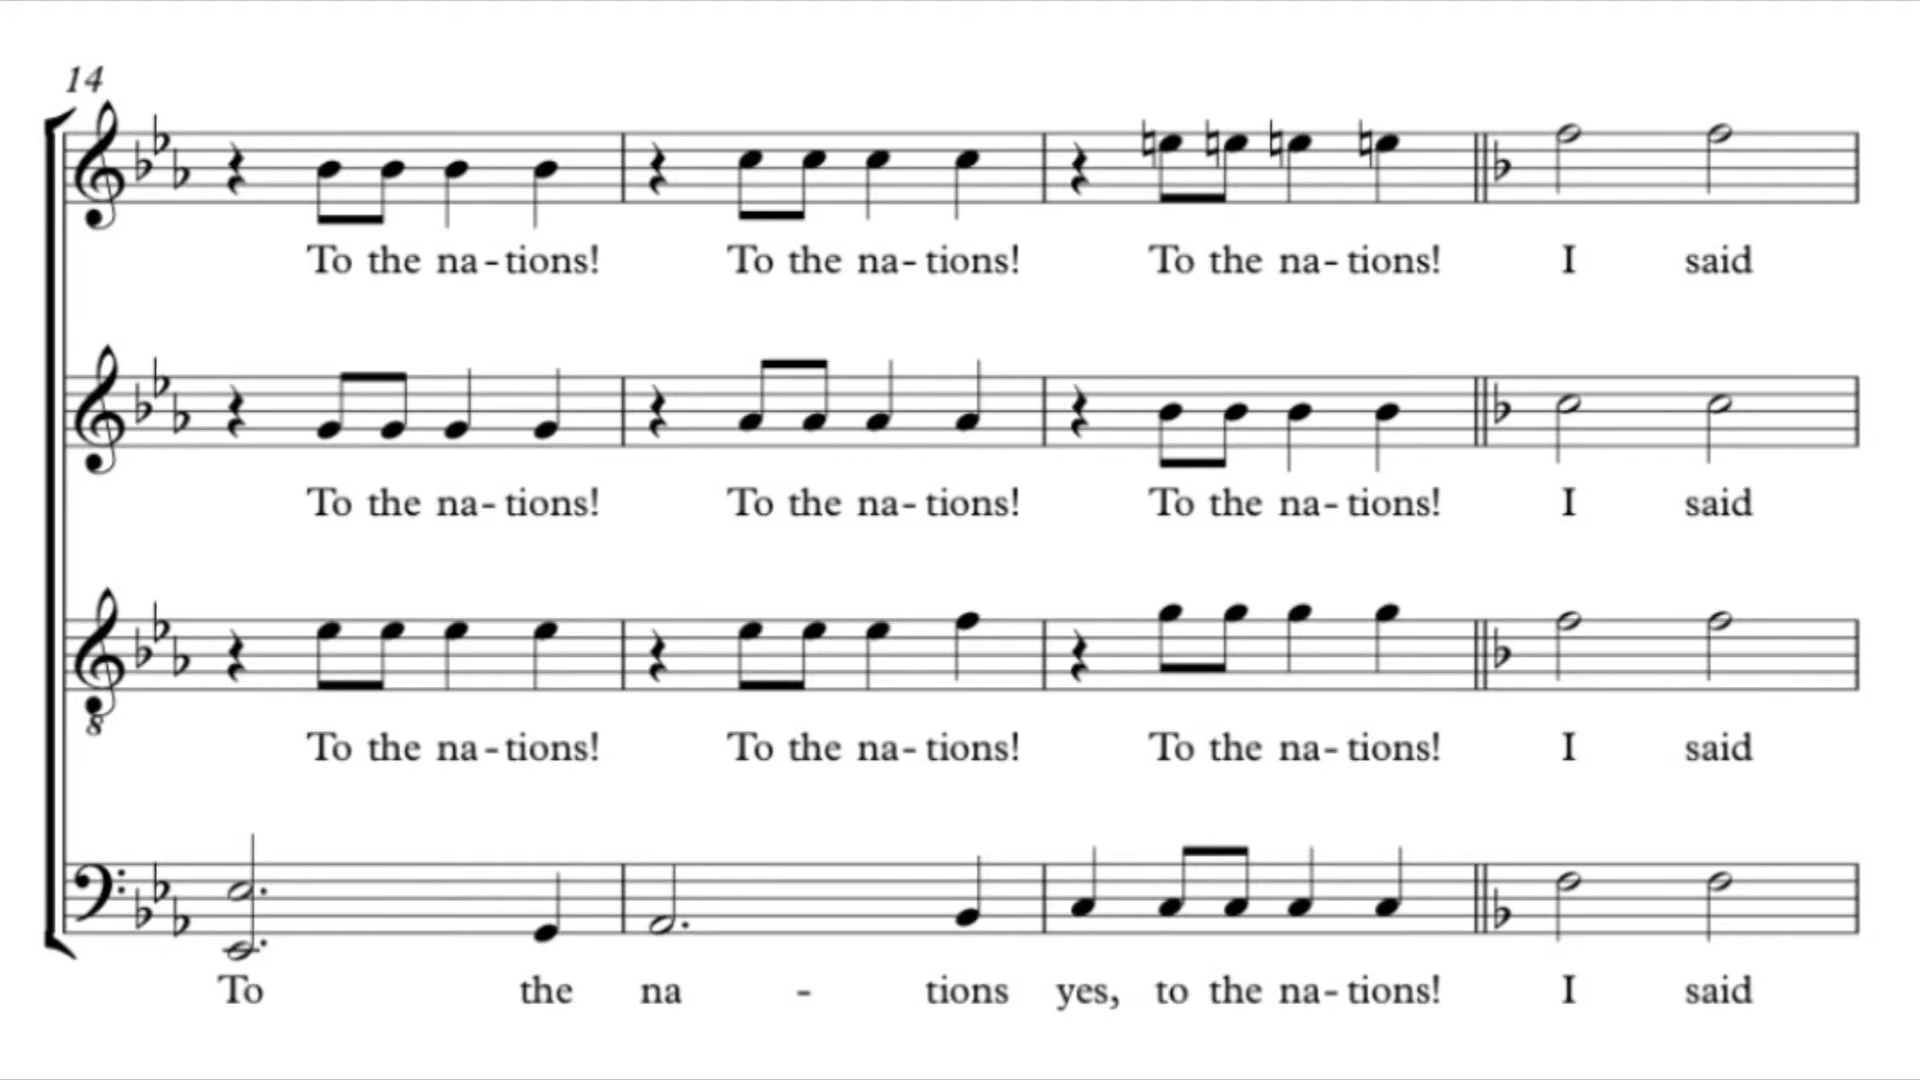 14
To the na-tions! To the na-tions! To the na-tions! I said
To the na-tions! To the na-tions! To the na-tions! I said
8
To the na-tions! To the na-tions! To the na-tions! I said
To the na - tions yes, to the na-tions! I said